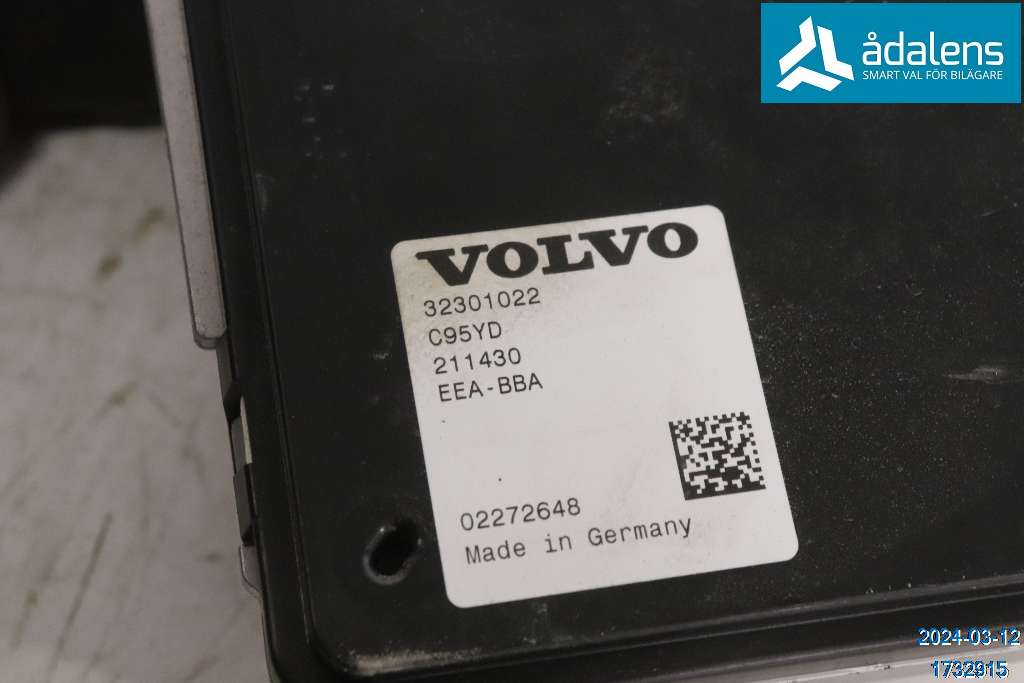 ådalens
SMART VAL FÖR BILÄGARE
VOLVO
32301022
C95YD
211430
EEA-BBA
02272648
Made in Germany
2024-03-12
1732915